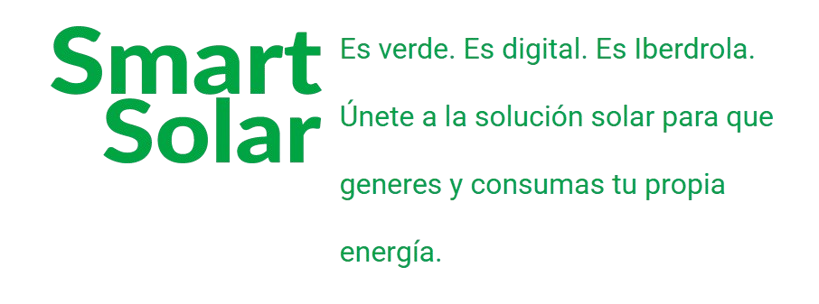 Smart
Solar
Es verde. Es digital. Es Iberdrola.
Únete a la solución solar para que
generes y consumas tu propia
energía.